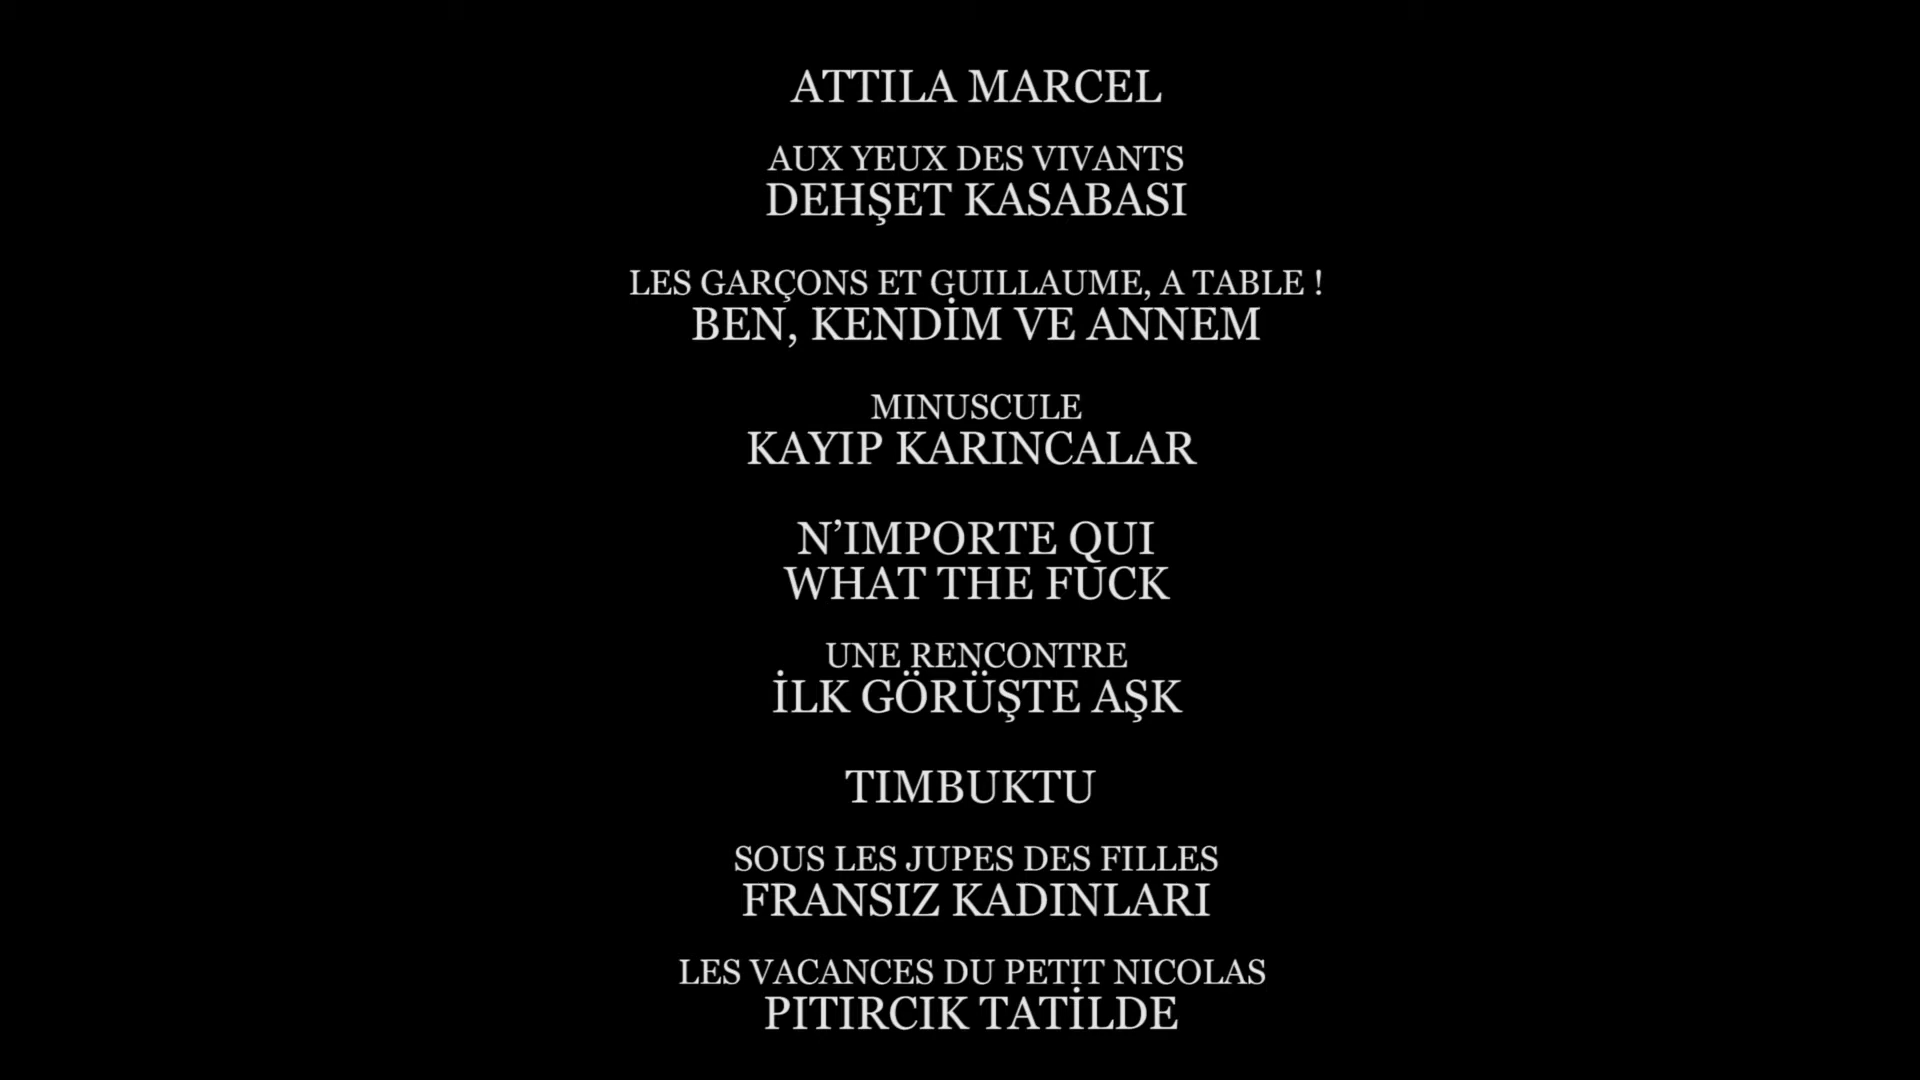 ATTILA MARCEL
AUX YEUX DES VIVANTS
DEHŞET KASABASI
LES GARÇONS ET GUILLAUME, A TABLE !
BEN, KENDİM VE ANNEM
MINUSCULE
KAYIP KARINCALAR
N’IMPORTE QUI
WHAT THE FUCK
UNE RENCONTRE
İLK GÖRÜŞTE AŞK
TIMBUKTU
SOUS LES JUPES DES FILLES
FRANSIZ KADINLARI
LES VACANCES DU PETIT NICOLAS
PITIRCIK TATİLDE